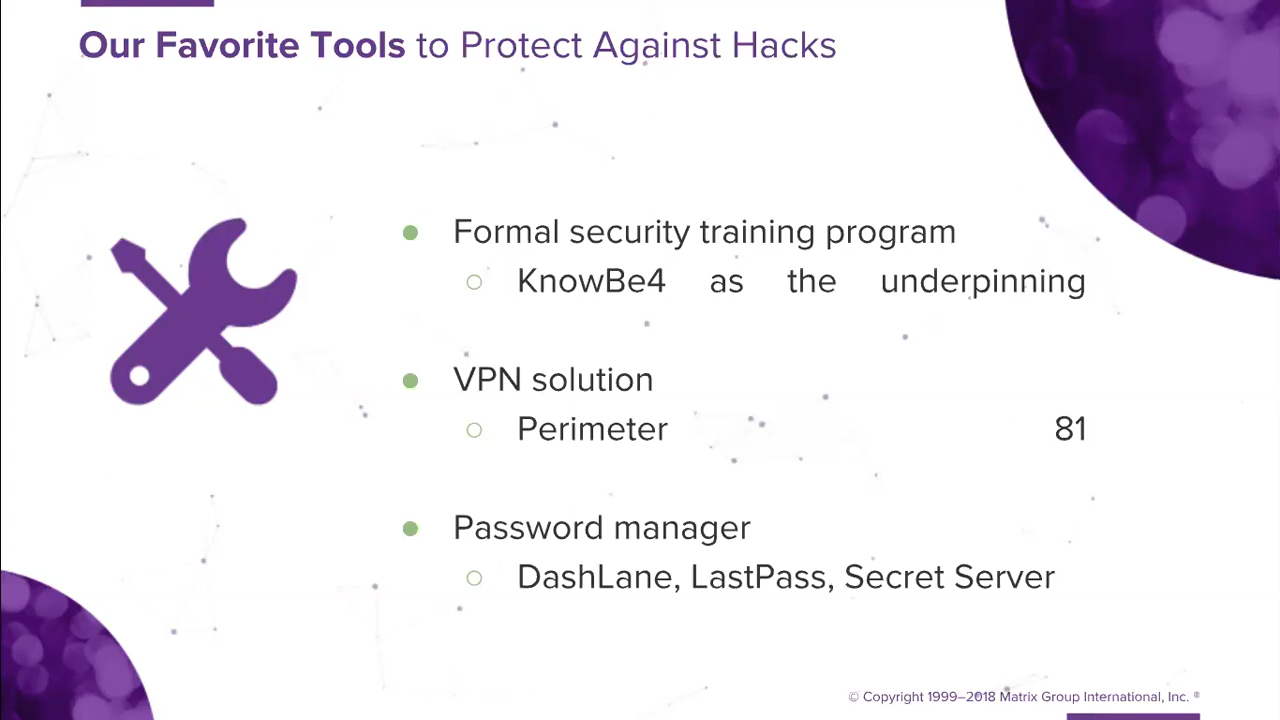 Our Favorite Tools to Protect Against Hacks
Formal security training program
KnowBe4 as the underpinning
VPN solution
Perimeter 81
Password manager
DashLane, LastPass, Secret Server
© Copyright 1999–2018 Matrix Group International, Inc. ®